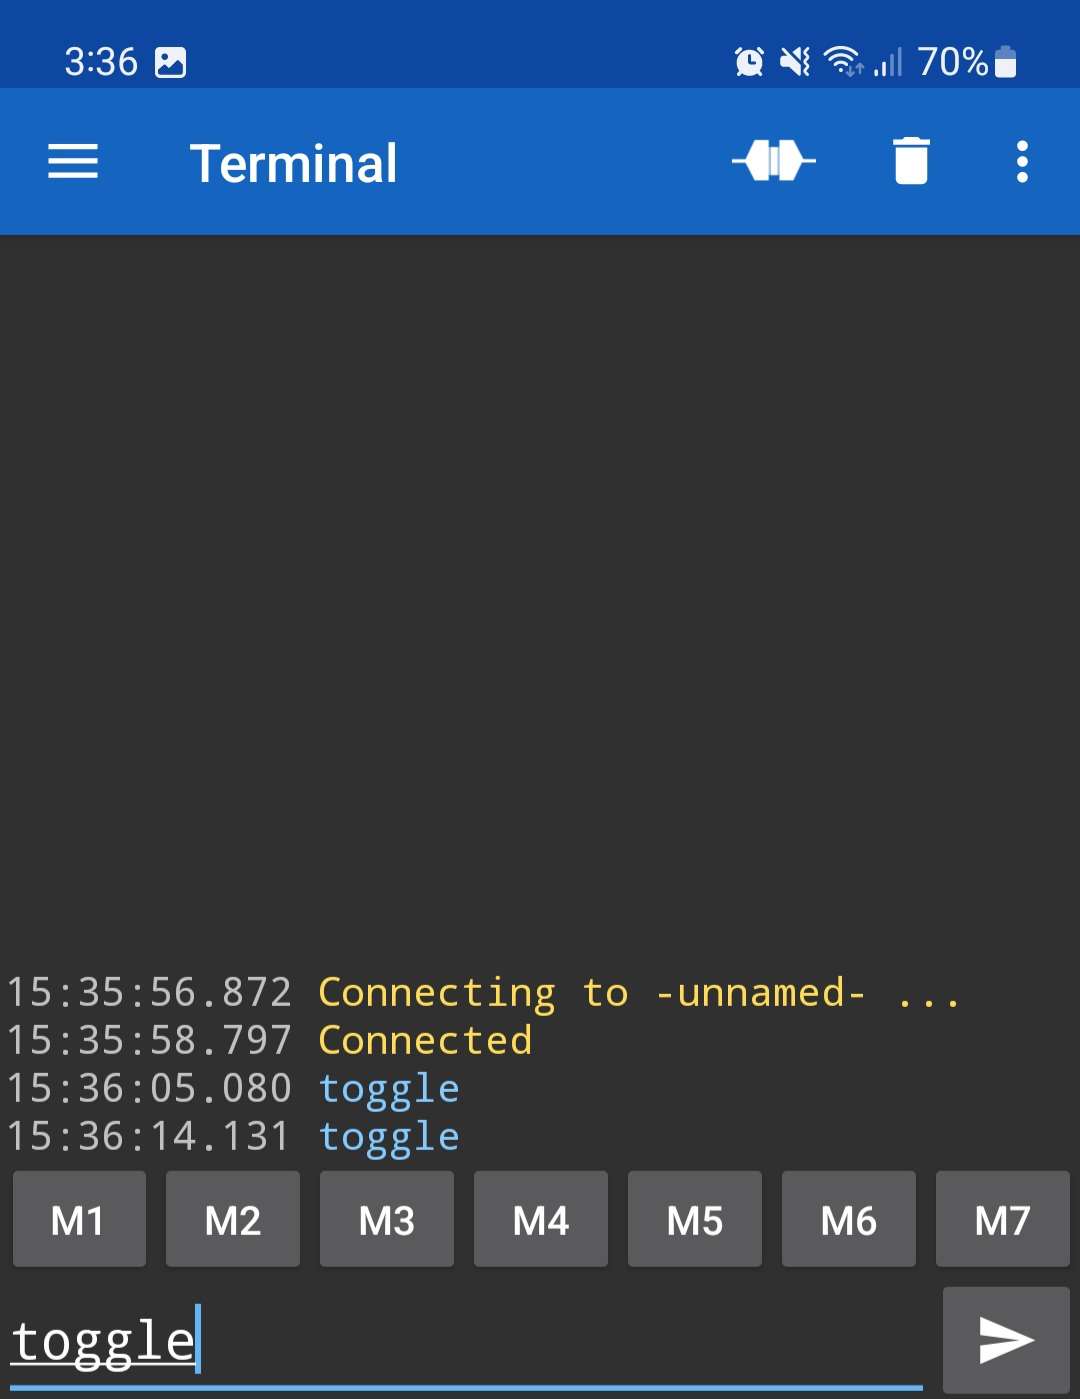 3:36 70%
Terminal
15:35:56.872 Connecting to -unnamed- ...
15:35:58.797 Connected
15:36:05.080 toggle
15:36:14.131 toggle
M1 M2 M3 M4 M5 M6 M7
toggle